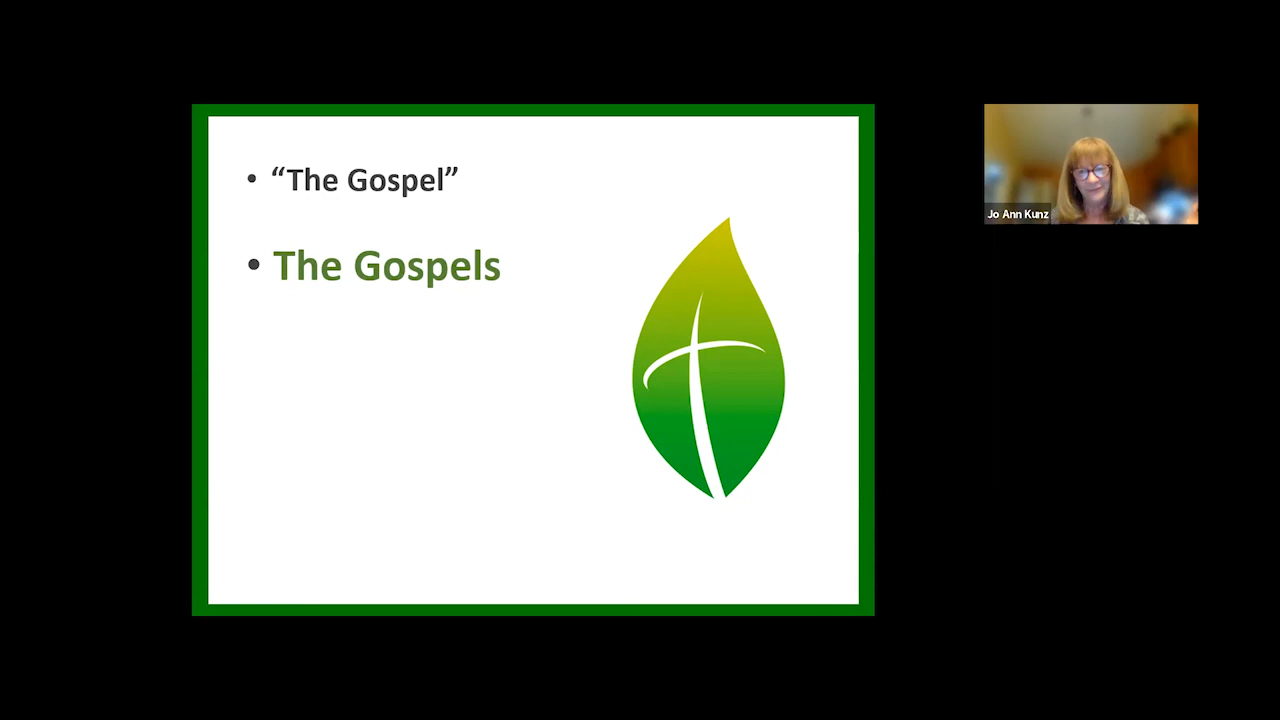 • “The Gospel”
• The Gospels
Jo Ann Kunz